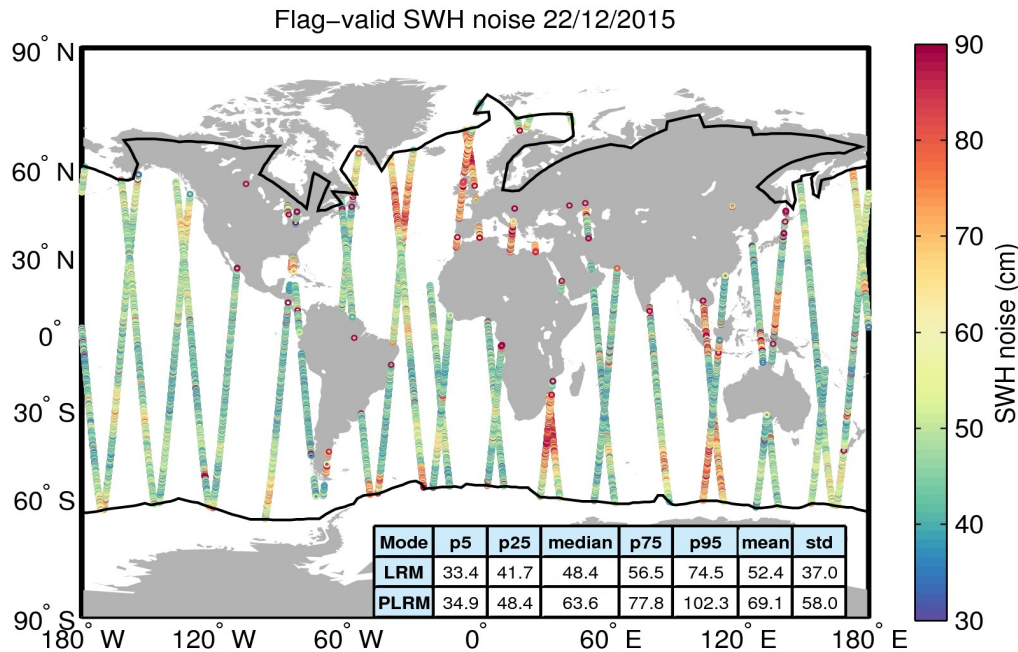 Flag−valid SWH noise 22/12/2015
90° N
60° N
30° N
0°
30° S
60° S
90° S
180° W
120° W
60° W
0°
60° E
120° E
180° E
Mode p5 p25 median p75 p95 mean std
LRM 33.4 41.7 48.4 56.5 74.5 52.4 37.0
PLRM 34.9 48.4 63.6 77.8 102.3 69.1 58.0
90
80
70
60
50
40
30
SWH noise (cm)